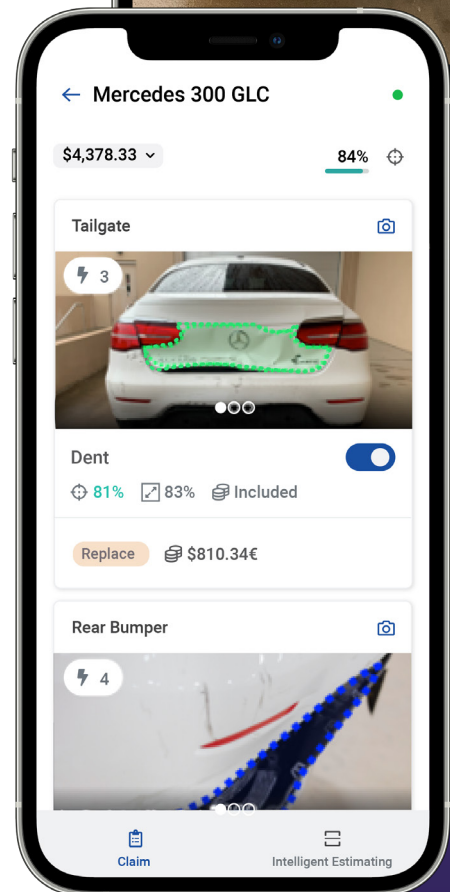 Mercedes 300 GLC
$4,378.33
84%
Tailgate
3
Dent
81% 83% Included
Replace $810.34€
Rear Bumper
4
Claim Intelligent Estimating